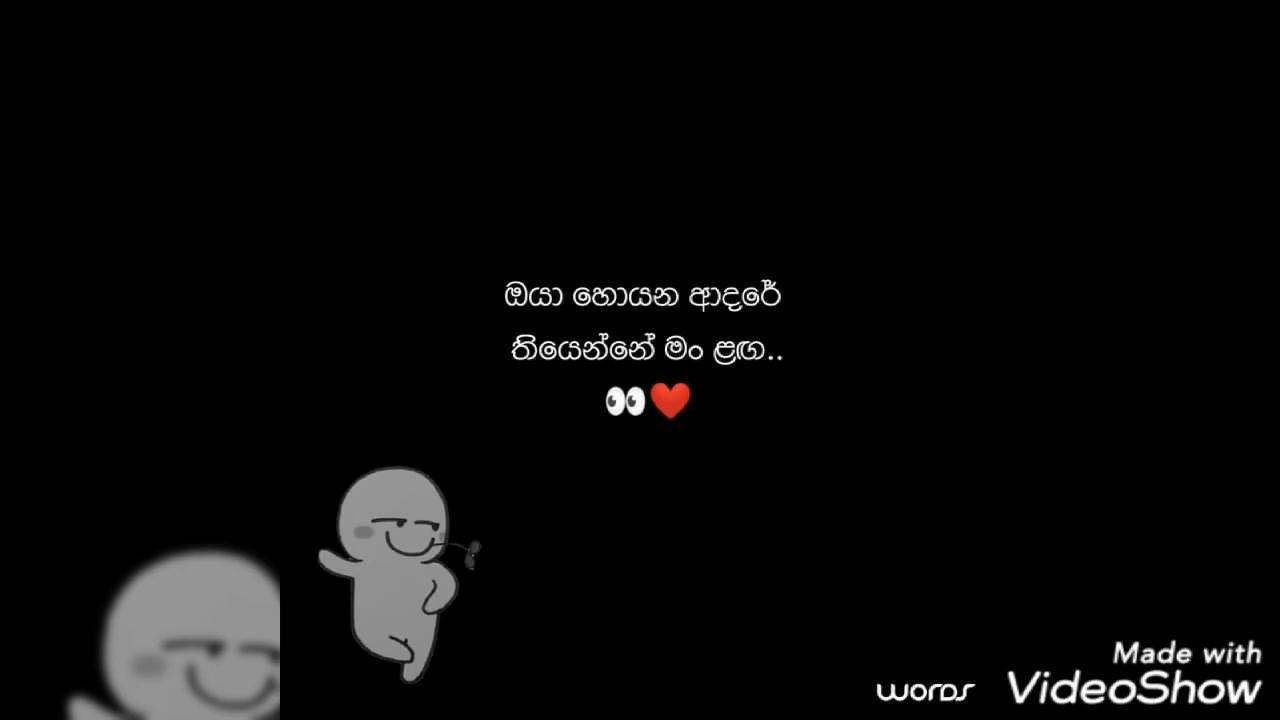 ඔයා හොයන ආදරේ
තියෙන්නේ මං ළඟ..
👀❤️
Made with
words VideoShow